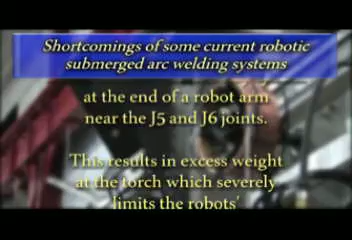 Shortcomings of some current robotic
submerged arc welding systems
at the end of a robot arm
near the J5 and J6 joints.
This results in excess weight
at the torch which severely
limits the robots'